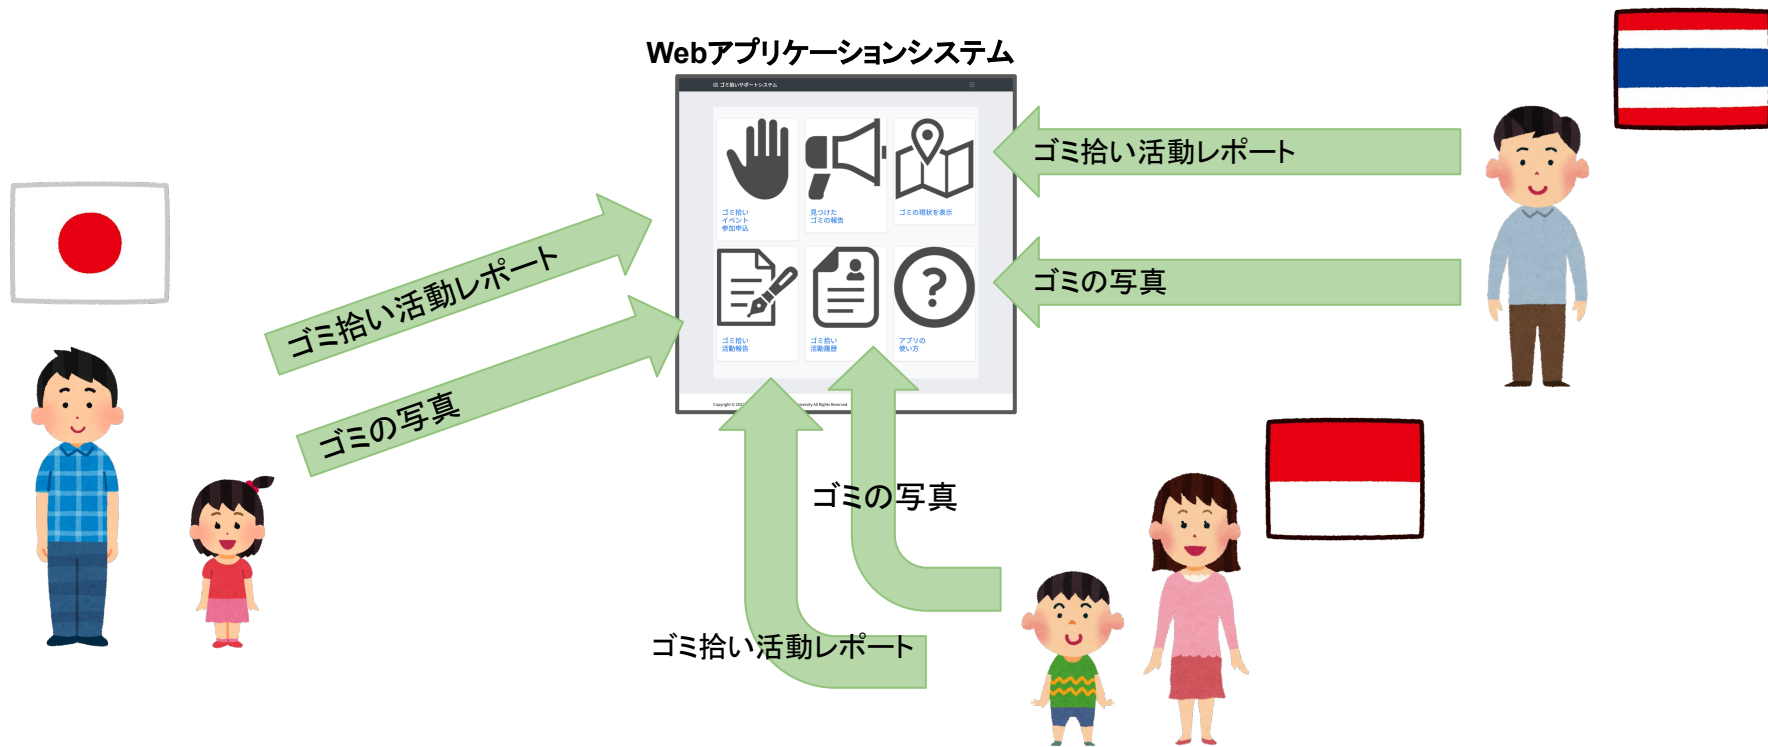 Webアプリケーションシステム
ゴミ拾いサポートシステム
ゴミ拾い
イベント
参加申込
見つけた
ゴミの報告
ゴミの現状を表示
ゴミ拾い
活動報告
ゴミ拾い
活動履歴
アプリの
使い方
ゴミ拾い活動レポート
ゴミの写真
ゴミ拾い活動レポート
ゴミの写真
ゴミの写真
ゴミ拾い活動レポート
Copyright © 202
All Rights Reserved.